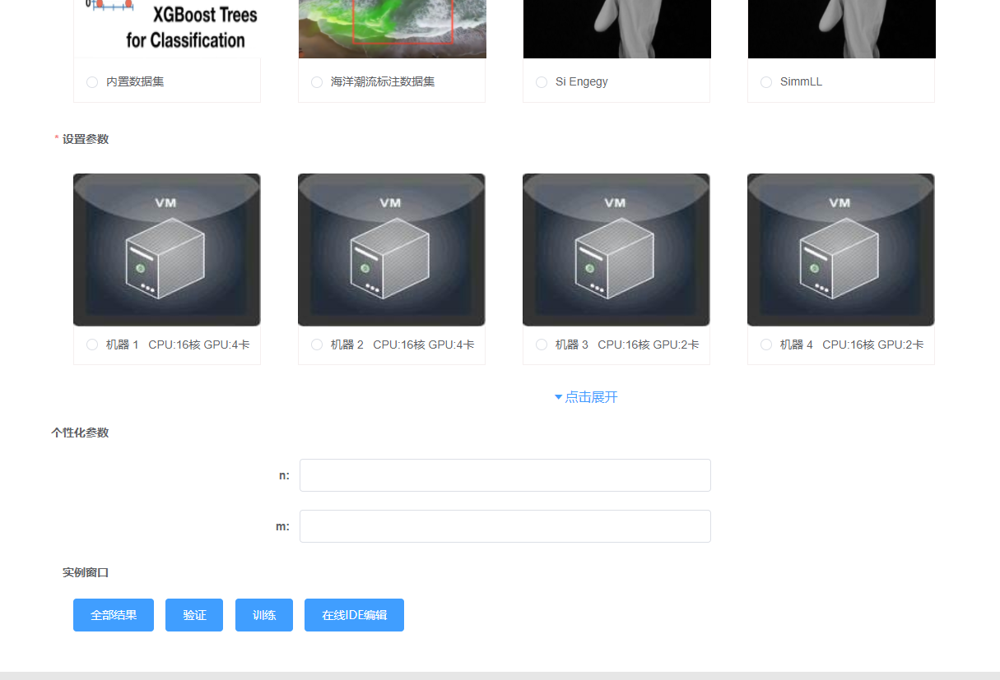 0
XGBoost Trees
for Classification
内置数据集
海洋潮流标注数据集
Si Engegy
SimmLL
* 设置参数
VM
VM
VM
VM
机器 1 CPU:16核 GPU:4卡
机器 2 CPU:16核 GPU:4卡
机器 3 CPU:16核 GPU:2卡
机器 4 CPU:16核 GPU:2卡
点击展开
个性化参数
n:
m:
实例窗口
全部结果
验证
训练
在线IDE编辑